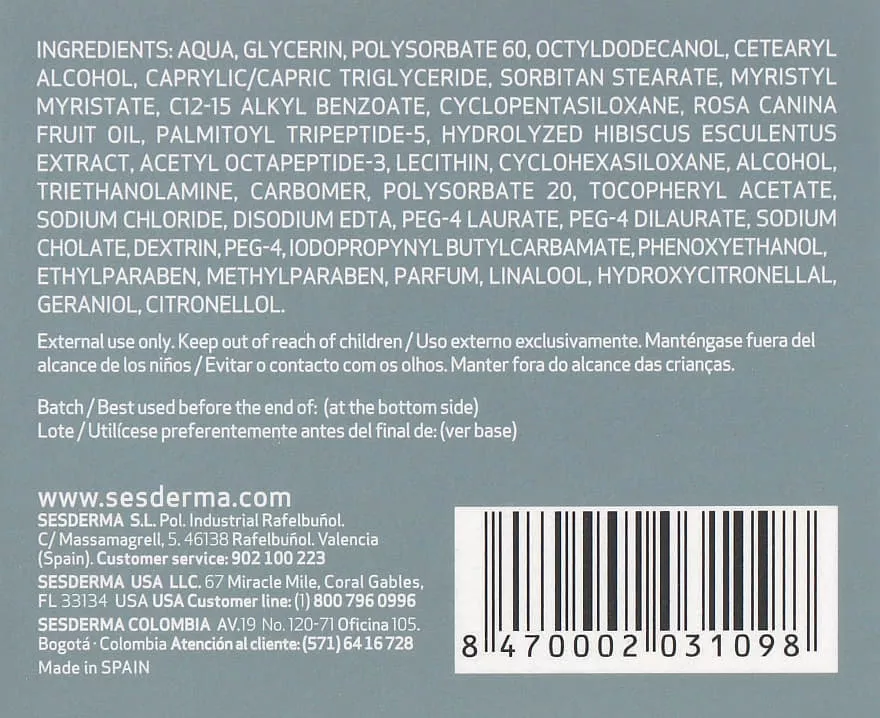 INGREDIENTS: AQUA, GLYCERIN, POLYSORBATE 60, OCTYLDODECANOL, CETEARYL
ALCOHOL, CAPRYLIC/CAPRIC TRIGLYCERIDE, SORBITAN STEARATE, MYRISTYL
MYRISTATE, C12-15 ALKYL BENZOATE, CYCLOPENTASILOXANE, ROSA CANINA
FRUIT OIL, PALMITOYL TRIPEPTIDE-5, HYDROLYZED HIBISCUS ESCULENTUS
EXTRACT, ACETYL OCTAPEPTIDE-3, LECITHIN, CYCLOHEXASILOXANE, ALCOHOL,
TRIETHANOLAMINE, CARBOMER, POLYSORBATE 20, TOCOPHERYL ACETATE,
SODIUM CHLORIDE, DISODIUM EDTA, PEG-4 LAURATE, PEG-4 DILAURATE, SODIUM
CHOLATE, DEXTRIN, PEG-4, IODOPROPYNYL BUTYLCARBAMATE, PHENOXYETHANOL,
ETHYLPARABEN, METHYLPARABEN, PARFUM, LINALOOL, HYDROXYCITRONELLAL,
GERANIOL, CITRONELLOL.
External use only. Keep out of reach of children / Uso externo exclusivamente. Manténgase fuera del
alcance de los niños / Evitar o contacto com os olhos. Manter fora do alcance das crianças.
Batch / Best used before the end of: (at the bottom side)
Lote / Utilícese preferentemente antes del final de: (ver base)
www.sesderma.com
SESDERMA S.L. Pol. Industrial Rafelbuñol.
C/ Massamagrell, 5. 46138 Rafelbuñol. Valencia
(Spain). Customer service: 902 100 223
SESDERMA USA LLC. 67 Miracle Mile, Coral Gables,
FL 33134 USA USA Customer line: (1) 800 796 0996
SESDERMA COLOMBIA AV.19 No. 120-71 Oficina 105.
Bogotá · Colombia Atención al cliente: (571) 64 16 728
Made in SPAIN
8 470002 031098